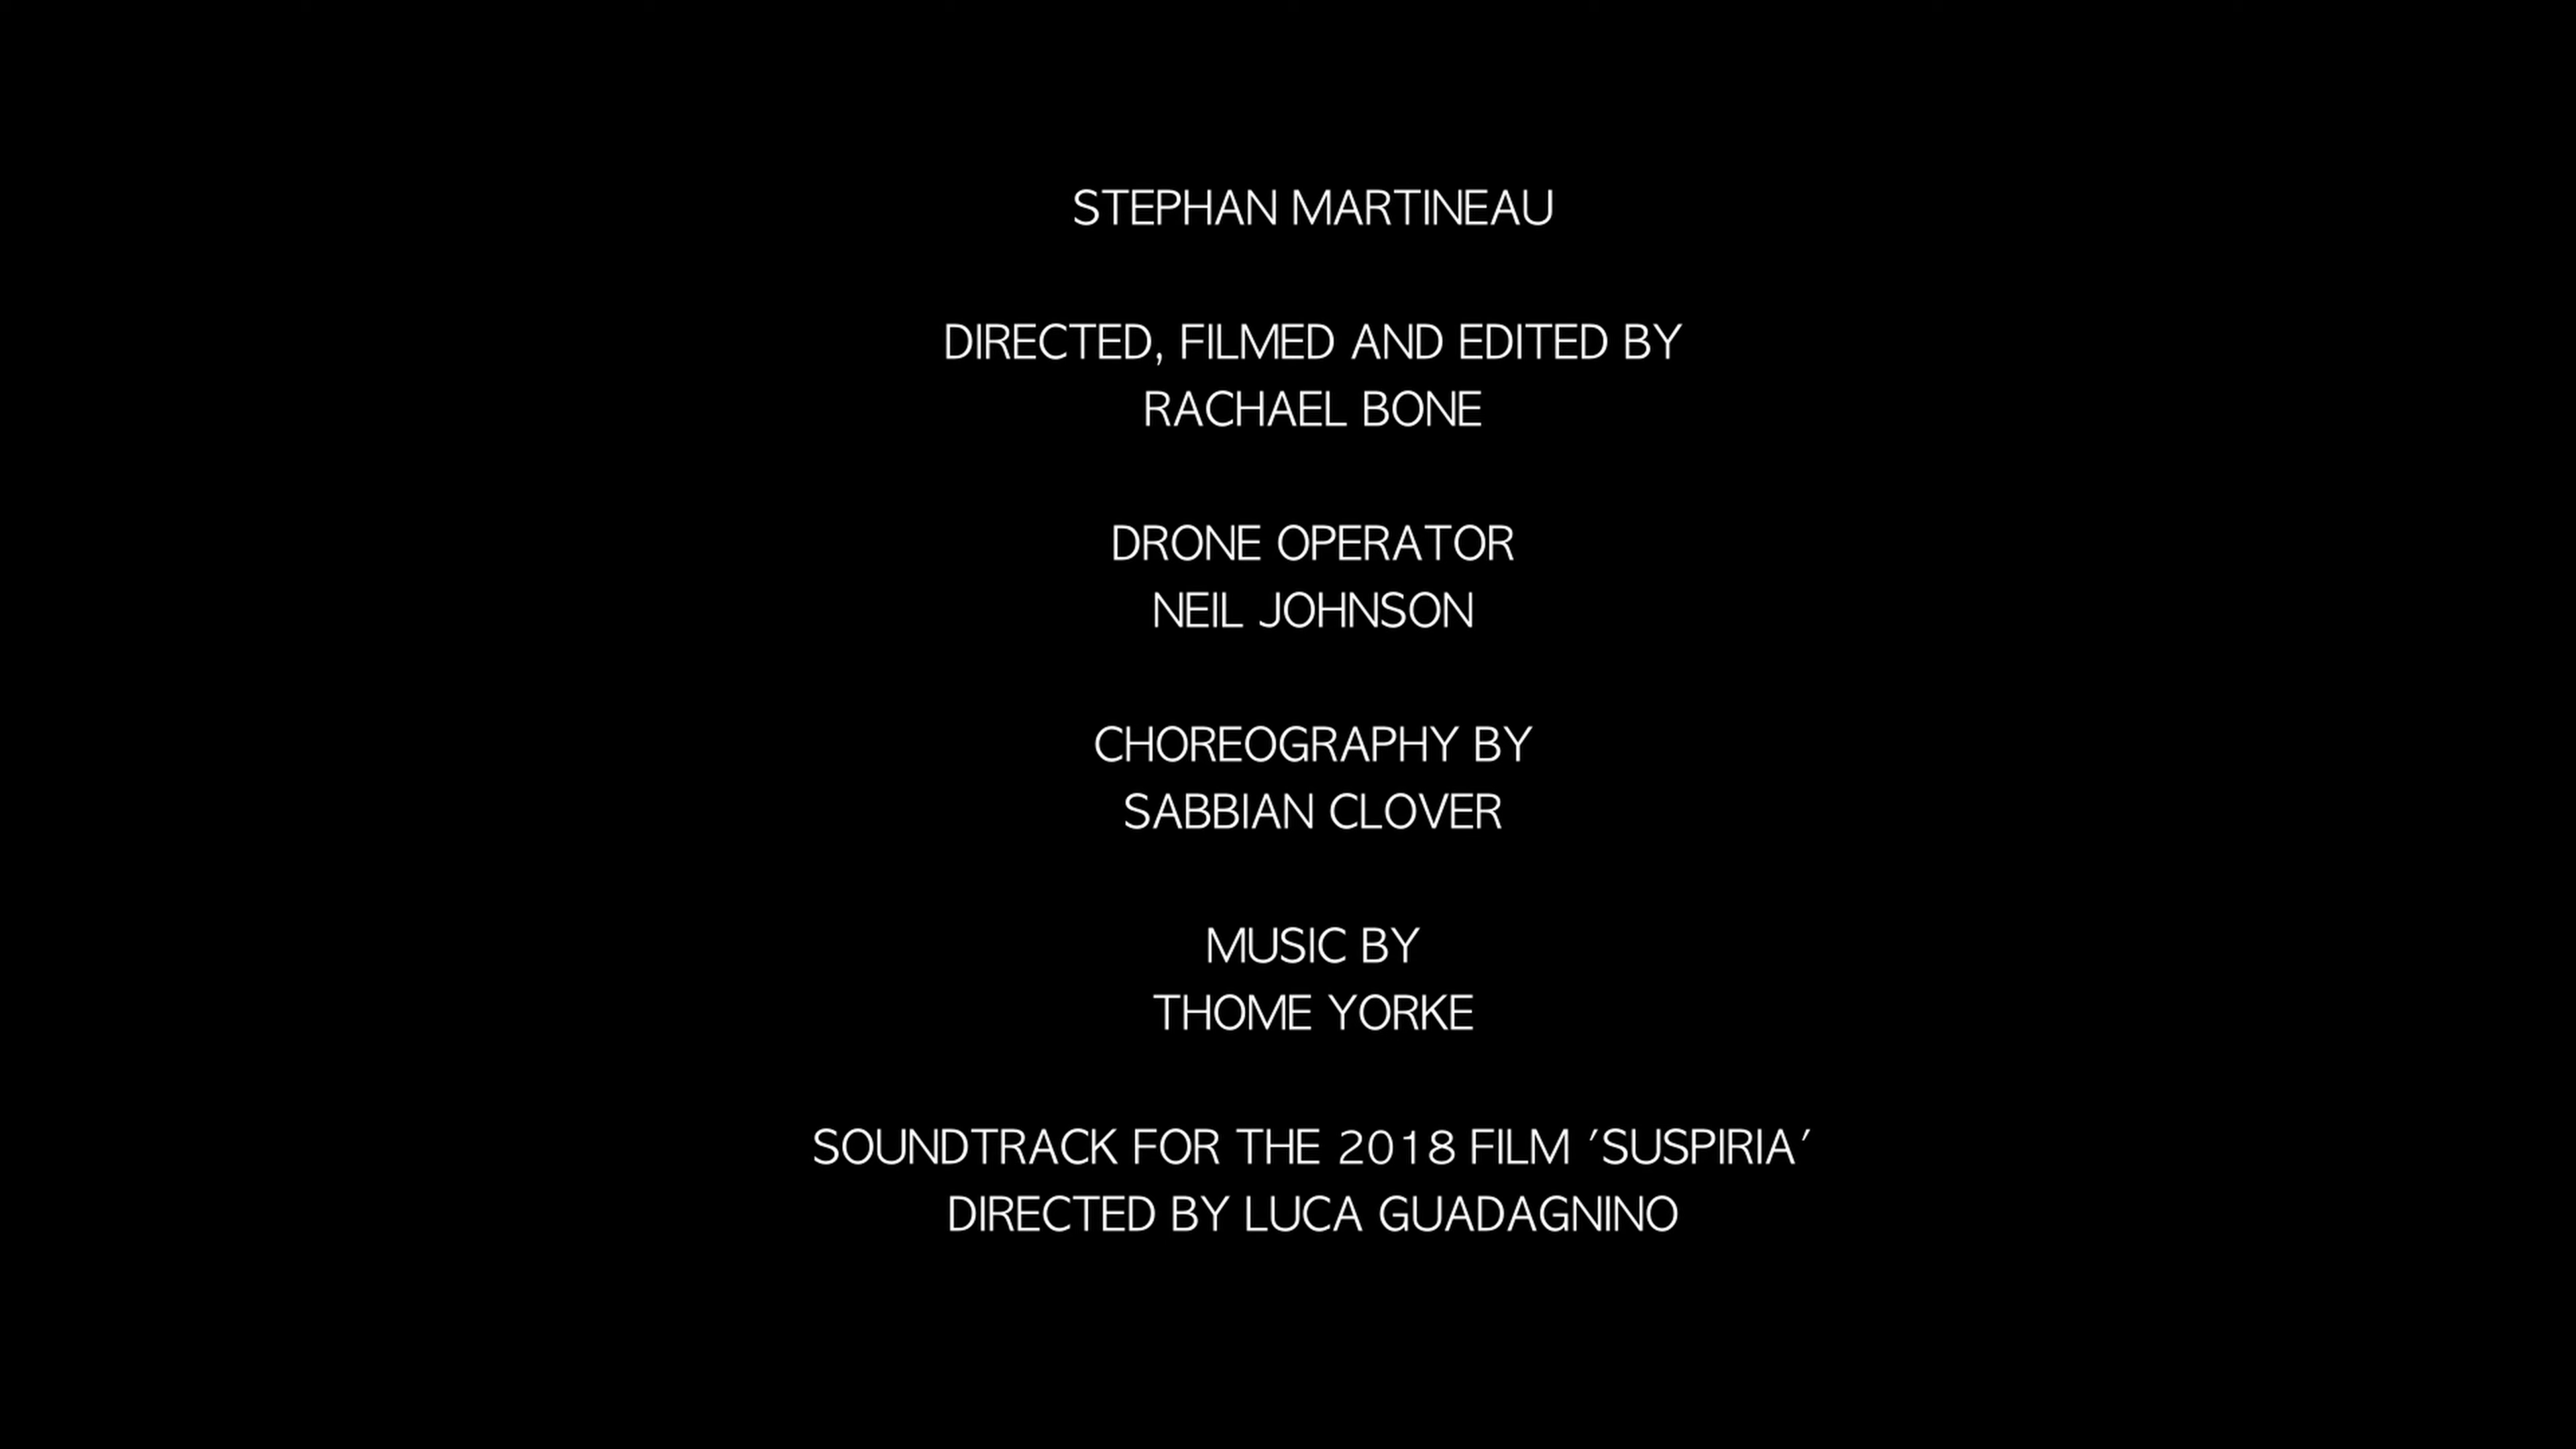 STEPHAN MARTINEAU
DIRECTED, FILMED AND EDITED BY
RACHAEL BONE
DRONE OPERATOR
NEIL JOHNSON
CHOREOGRAPHY BY
SABBIAN CLOVER
MUSIC BY
THOME YORKE
SOUNDTRACK FOR THE 2018 FILM 'SUSPIRIA'
DIRECTED BY LUCA GUADAGNINO